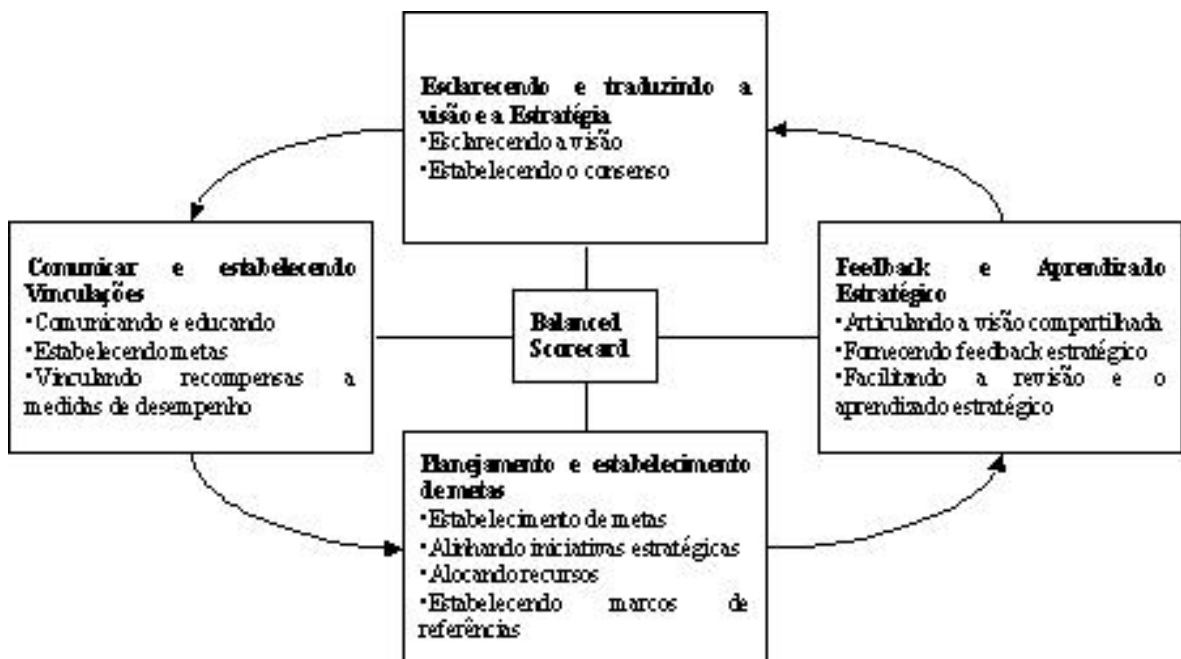 Esclarecendo e traduzindo a
visão e a Estratégia
•Esclarecendo a visão
•Estabelecendo o consenso
Comunicar e estabelecendo
Vinculações
•Comunicando e educando
•Estabelecendo metas
•Vinculando recompensas a
medidas de desempenho
Balanced
Scorecard
Feedback e Aprendizado
Estratégico
•Articulando a visão compartilhada
•Fornecendo feedback estratégico
•Facilitando a revisão e o
aprendizado estratégico
Planejamento e estabelecimento
de metas
•Estabelecimento de metas
•Alinhando iniciativas estratégicas
•Alocando recursos
•Estabelecendo marcos de
referências